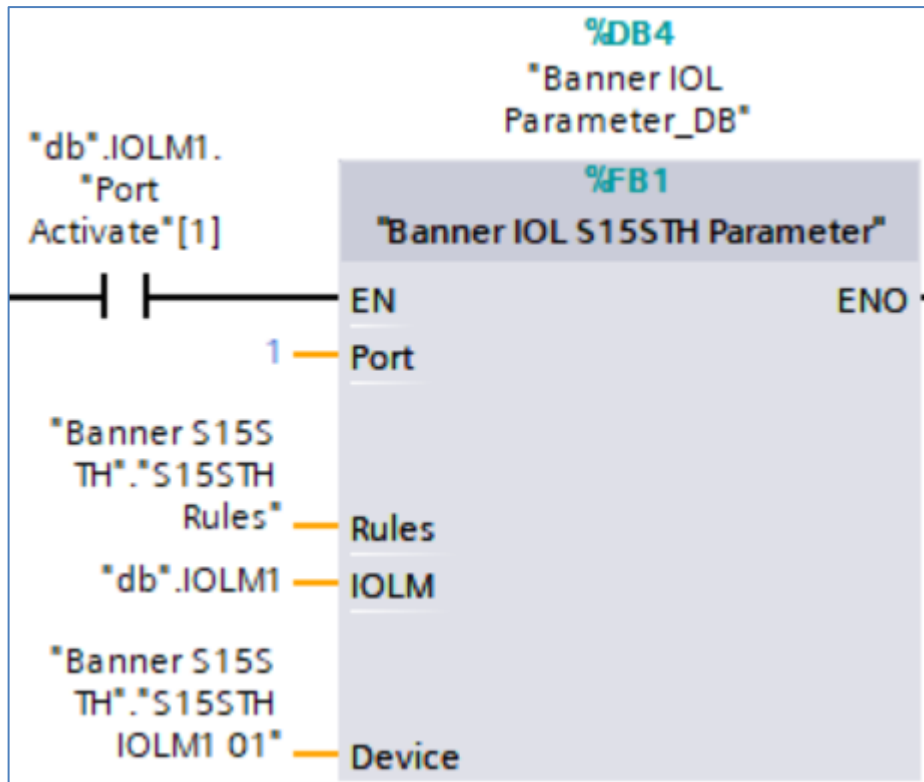 %DB4
"Banner IOL
Parameter_DB"
"db".IOLM1.
"Port
Activate"[1]
%FB1
"Banner IOL S15STH Parameter"
EN
ENO
1
Port
"Banner S15S
TH"."S15STH
Rules"
Rules
"db".IOLM1
IOLM
"Banner S15S
TH"."S15STH
IOLM1 01"
Device